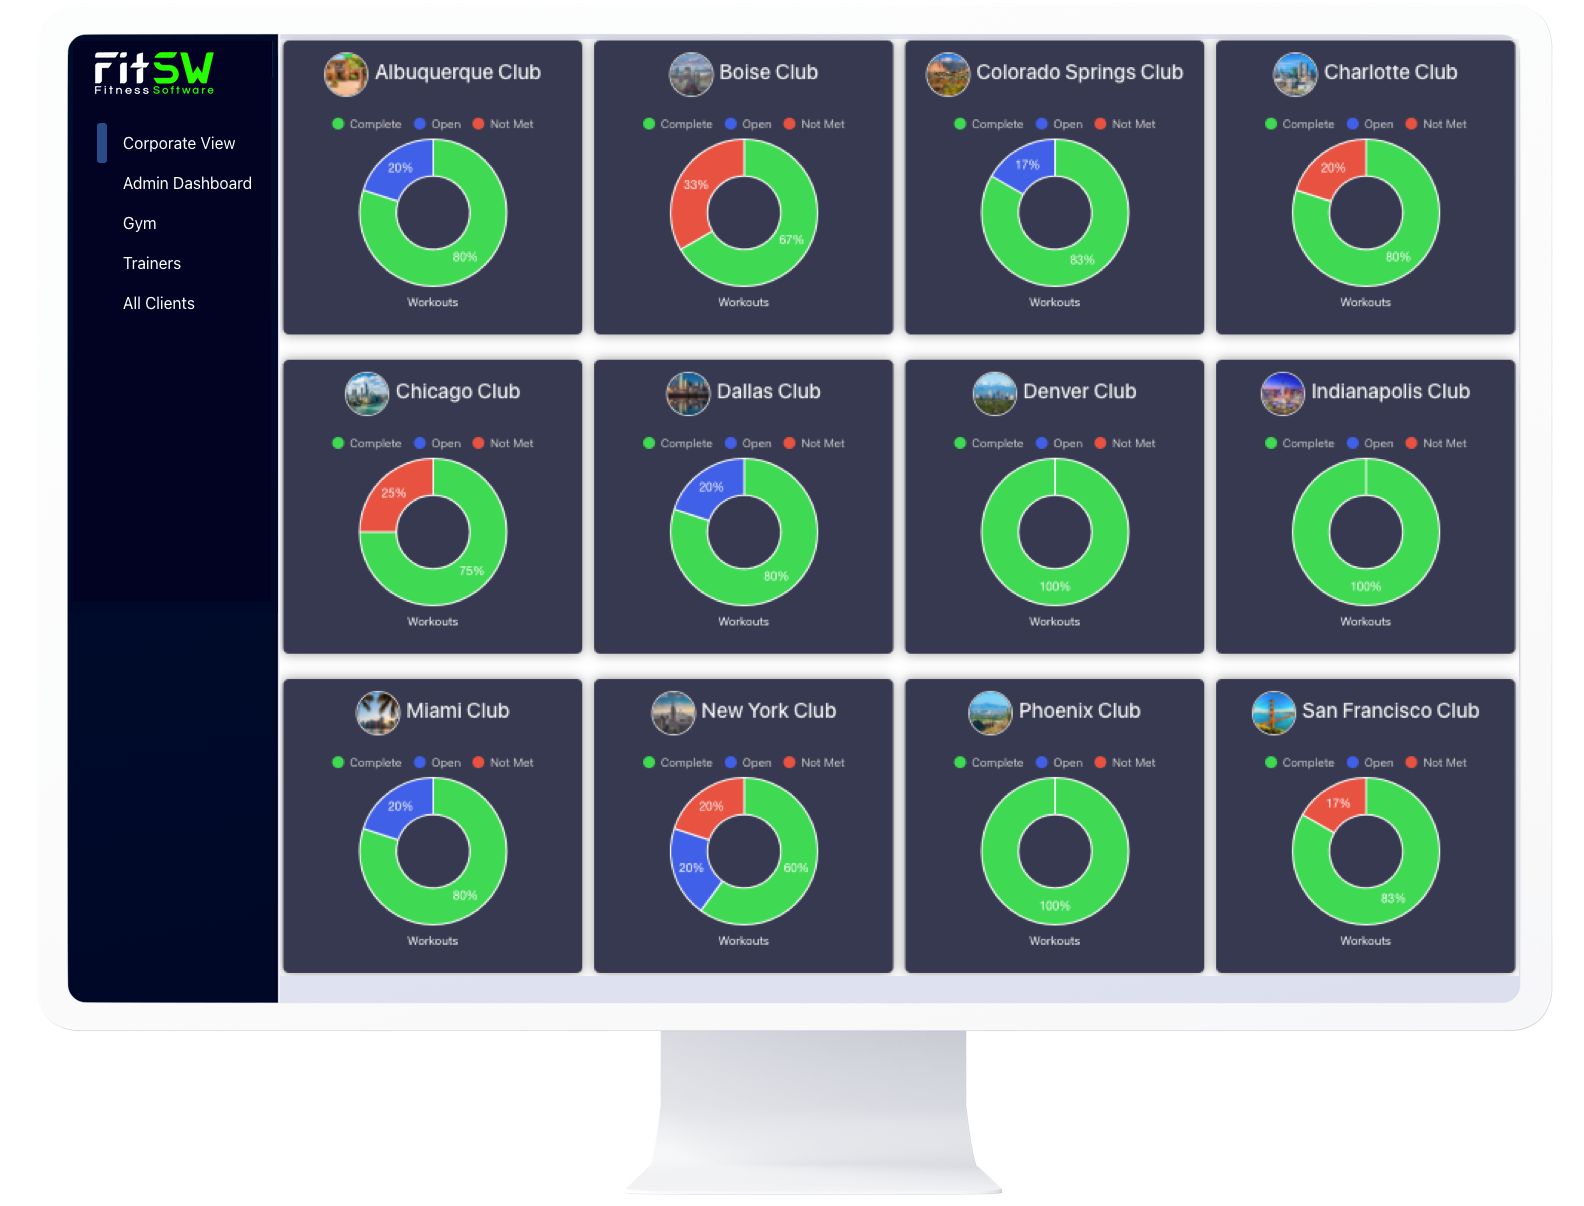 FitSW
Fitness Software
Corporate View
Admin Dashboard
Gym
Trainers
All Clients
Albuquerque Club
Complete Open Not Met
20%
80%
Workouts
Boise Club
Complete Open Not Met
33%
67%
Workouts
Colorado Springs Club
Complete Open Not Met
17%
83%
Workouts
Charlotte Club
Complete Open Not Met
20%
80%
Workouts
Chicago Club
Complete Open Not Met
25%
75%
Workouts
Dallas Club
Complete Open Not Met
20%
80%
Workouts
Denver Club
Complete Open Not Met
100%
Workouts
Indianapolis Club
Complete Open Not Met
100%
Workouts
Miami Club
Complete Open Not Met
20%
80%
Workouts
New York Club
Complete Open Not Met
20%
20%
60%
Workouts
Phoenix Club
Complete Open Not Met
100%
Workouts
San Francisco Club
Complete Open Not Met
17%
83%
Workouts